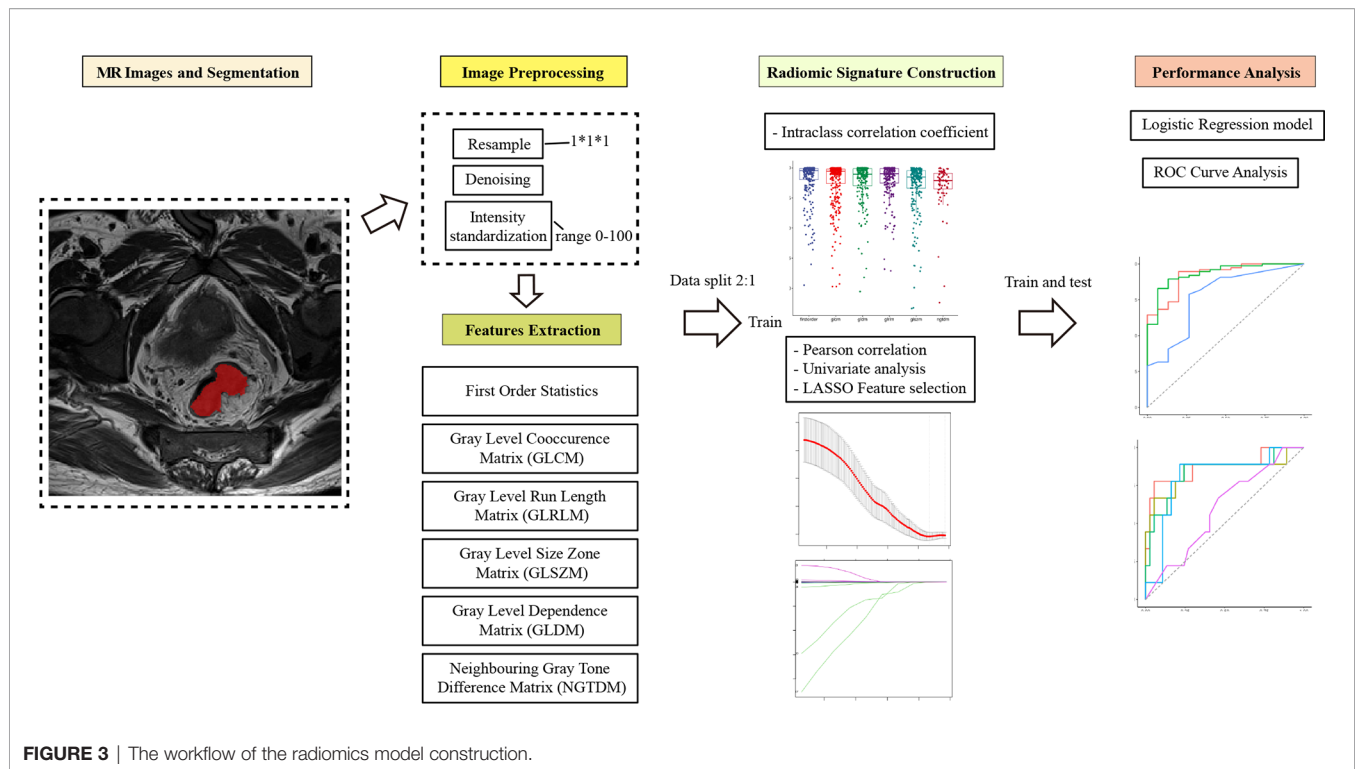 MR Images and Segmentation
Image Preprocessing
Resample
1*1*1
Denoising
Intensity
standardization
range 0-100
Features Extraction
First Order Statistics
Gray Level Cooccurence
Matrix (GLCM)
Gray Level Run Length
Matrix (GLRLM)
Gray Level Size Zone
Matrix (GLSZM)
Gray Level Dependence
Matrix (GLDM)
Neighbouring Gray Tone
Difference Matrix (NGTDM)
Data split 2:1
Train
Radiomic Signature Construction
- Intraclass correlation coefficient
- Pearson correlation
- Univariate analysis
- LASSO Feature selection
Train and test
Performance Analysis
Logistic Regression model
ROC Curve Analysis
FIGURE 3 | The workflow of the radiomics model construction.